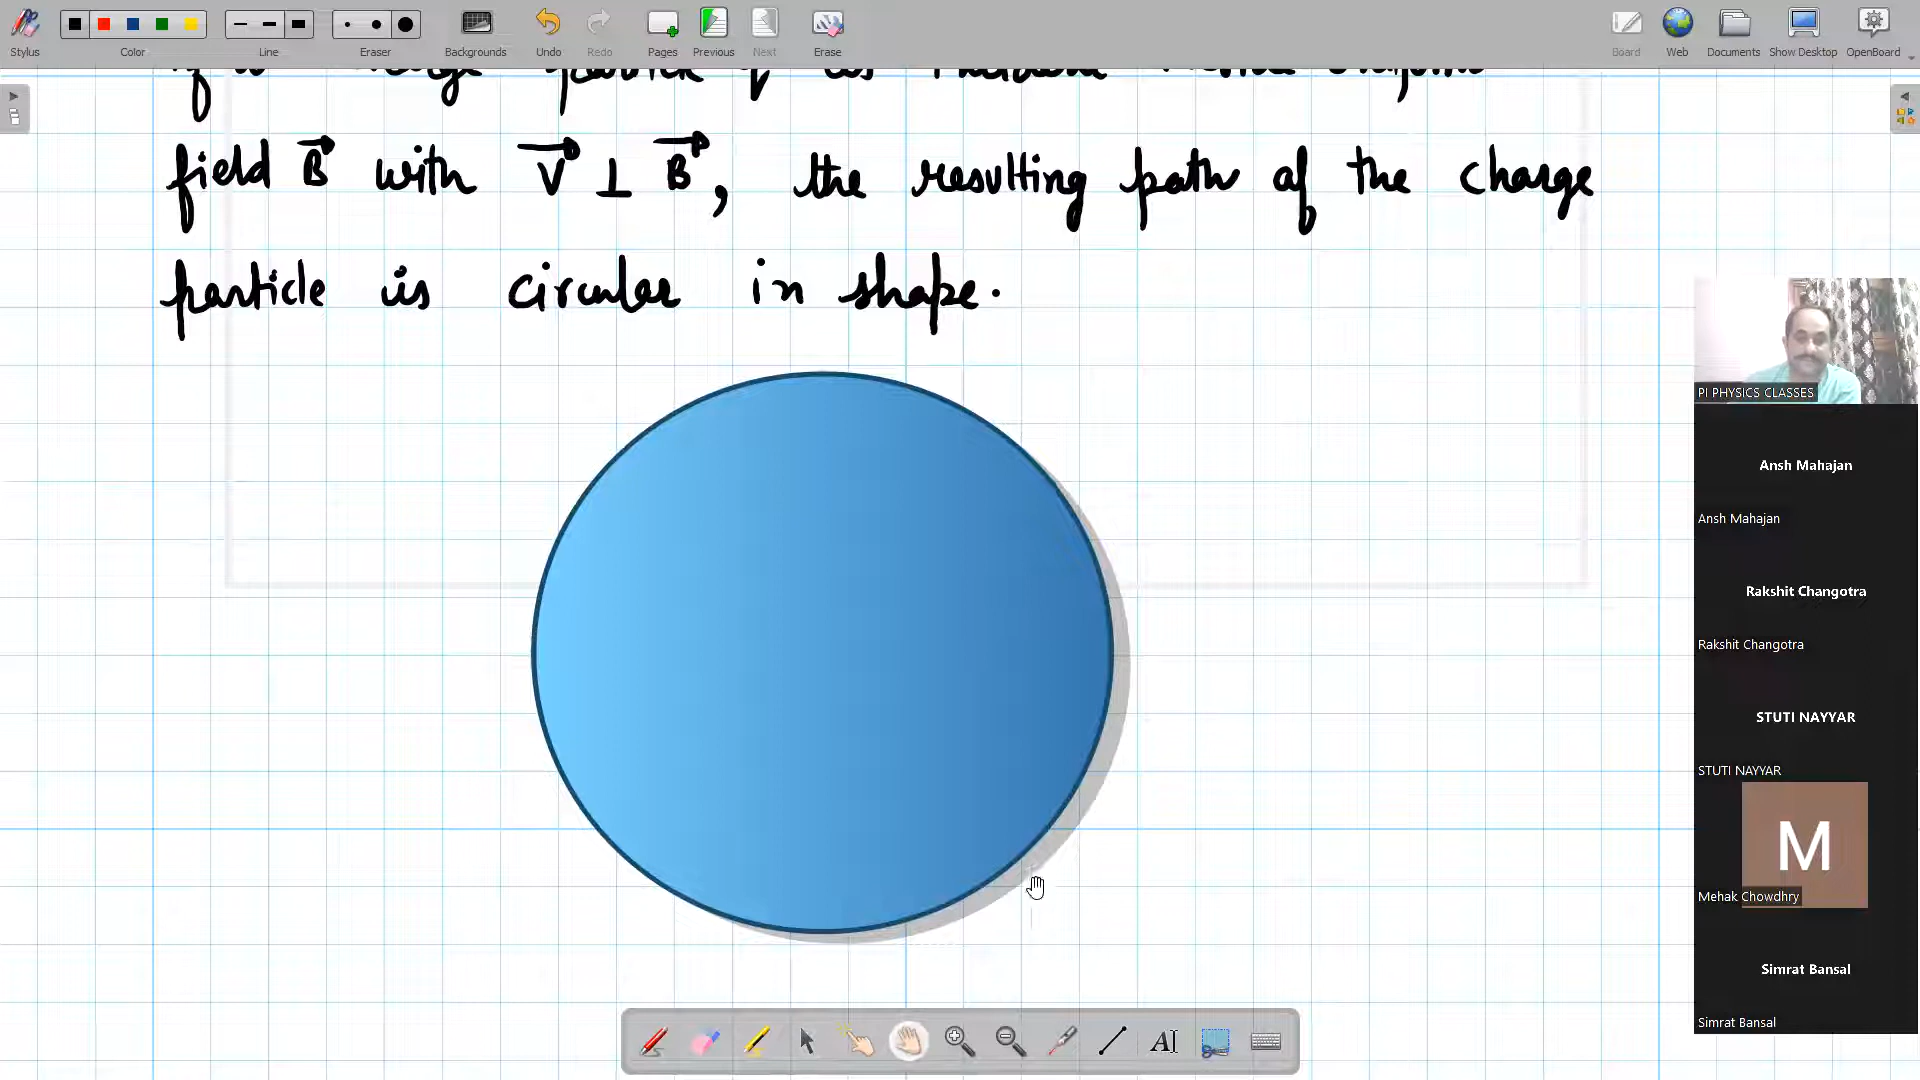 Stylus Color Line Eraser Backgrounds Undo Redo Pages Previous Next Erase Board Web Documents Show Desktop OpenBoard
field B with V ⊥ B, the resulting path of the charge
particle is circular in shape.
PI PHYSICS CLASSES
Ansh Mahajan
Ansh Mahajan
Rakshit Changotra
Rakshit Changotra
STUTI NAYYAR
STUTI NAYYAR
M
Mehak Chowdhry
Simrat Bansal
Simrat Bansal